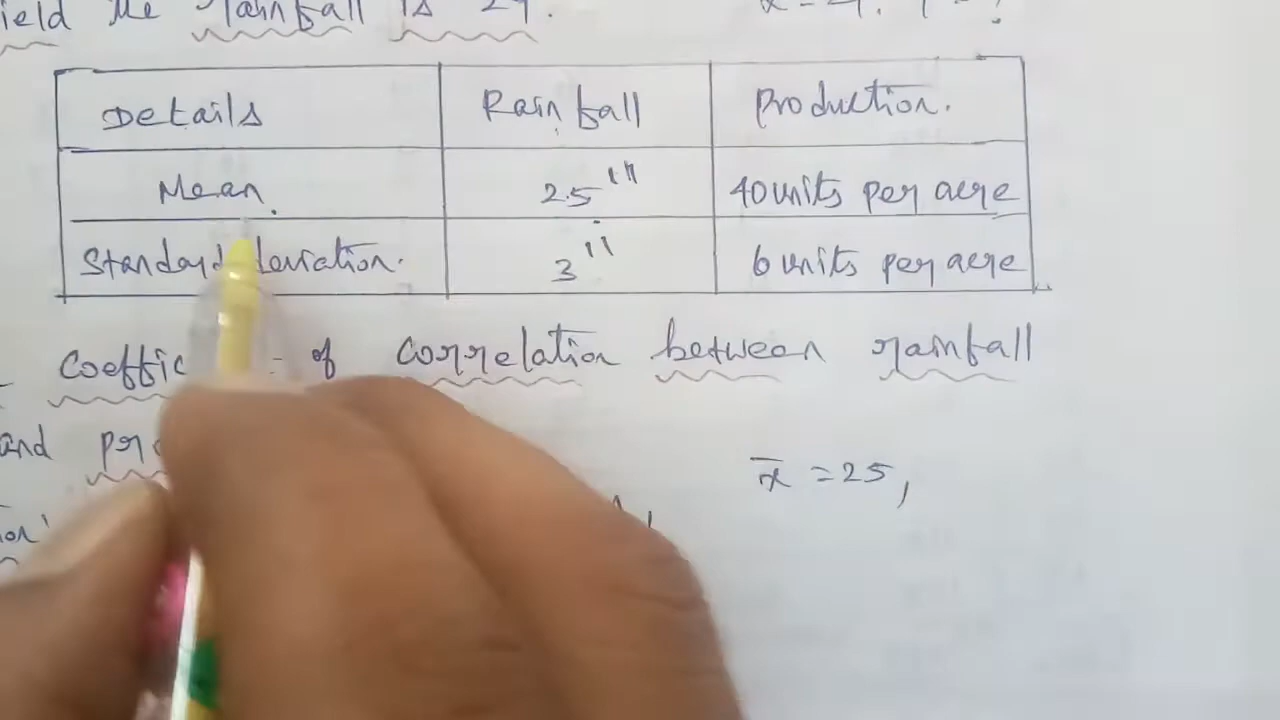 the rainfall is
Details Rainfall Production.
Mean. 25" 40 units per acre
Standard deviation. 3" 6 units per acre
of correlation between rainfall
and
x̄ = 25,